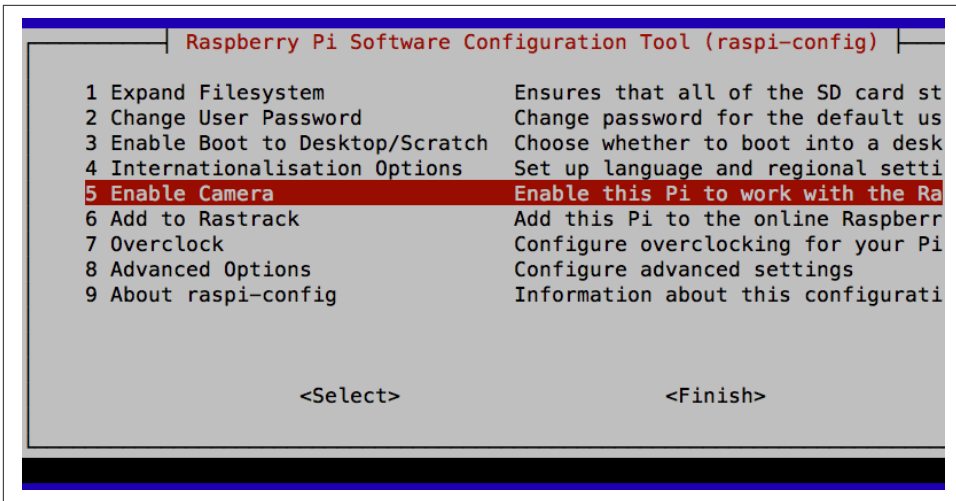 Raspberry Pi Software Configuration Tool (raspi-config)
1 Expand Filesystem Ensures that all of the SD card st
2 Change User Password Change password for the default us
3 Enable Boot to Desktop/Scratch Choose whether to boot into a desk
4 Internationalisation Options Set up language and regional setti
5 Enable Camera Enable this Pi to work with the Ra
6 Add to Rastrack Add this Pi to the online Raspberr
7 Overclock Configure overclocking for your Pi
8 Advanced Options Configure advanced settings
9 About raspi-config Information about this configurati
<Select> <Finish>